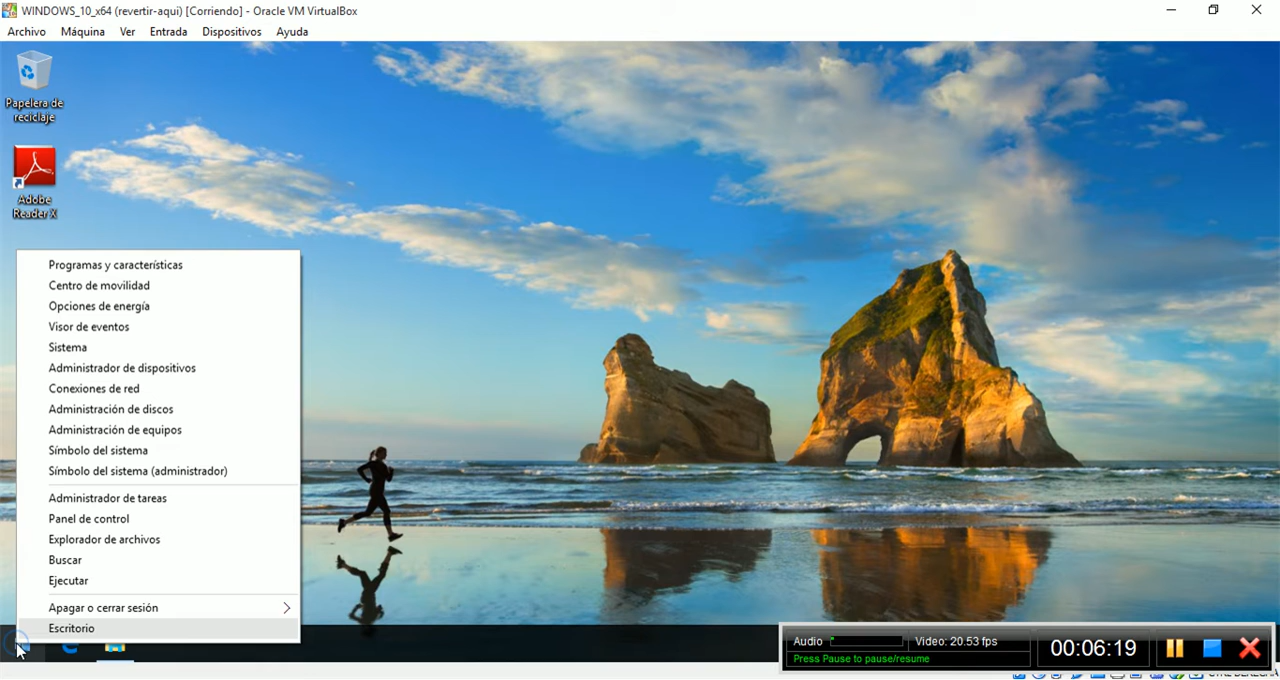 WINDOWS_10_x64 (revertir-aqui) [Corriendo] - Oracle VM VirtualBox
Archivo Máquina Ver Entrada Dispositivos Ayuda
Papelera de
reciclaje
Adobe
Reader X
Programas y características
Centro de movilidad
Opciones de energía
Visor de eventos
Sistema
Administrador de dispositivos
Conexiones de red
Administración de discos
Administración de equipos
Símbolo del sistema
Símbolo del sistema (administrador)
Administrador de tareas
Panel de control
Explorador de archivos
Buscar
Ejecutar
Apagar o cerrar sesión
Escritorio
Audio
Video: 20.53 fps
Press Pause to pause/resume
00:06:19